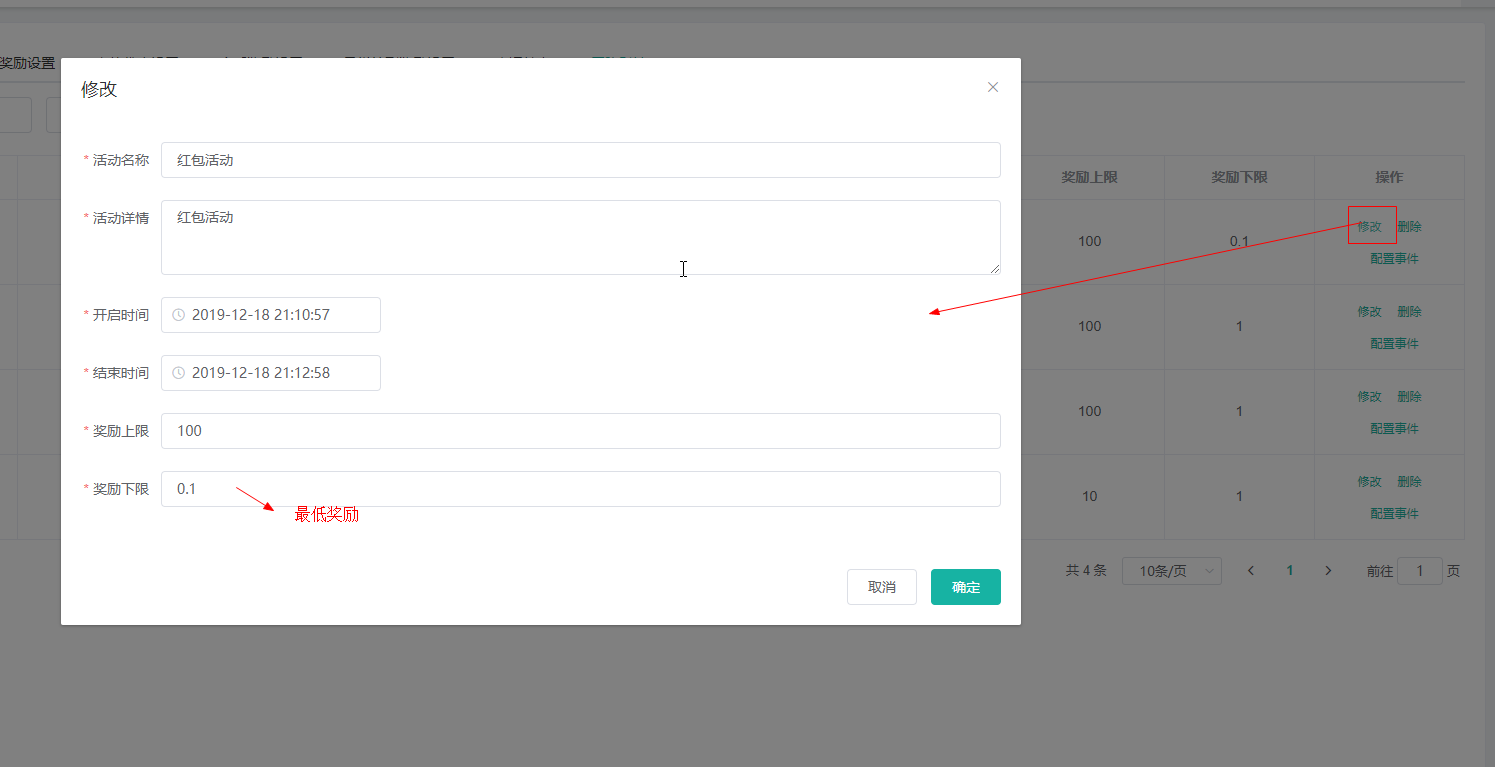 奖励设置
修改
* 活动名称 红包活动
* 活动详情 红包活动
* 开启时间 2019-12-18 21:10:57
* 结束时间 2019-12-18 21:12:58
* 奖励上限 100
* 奖励下限 0.1
最低奖励
取消 确定
奖励上限 奖励下限 操作
100 0.1 修改 删除
配置事件
100 1 修改 删除
配置事件
100 1 修改 删除
配置事件
10 1 修改 删除
配置事件
共 4 条 10条/页 1 前往 1 页